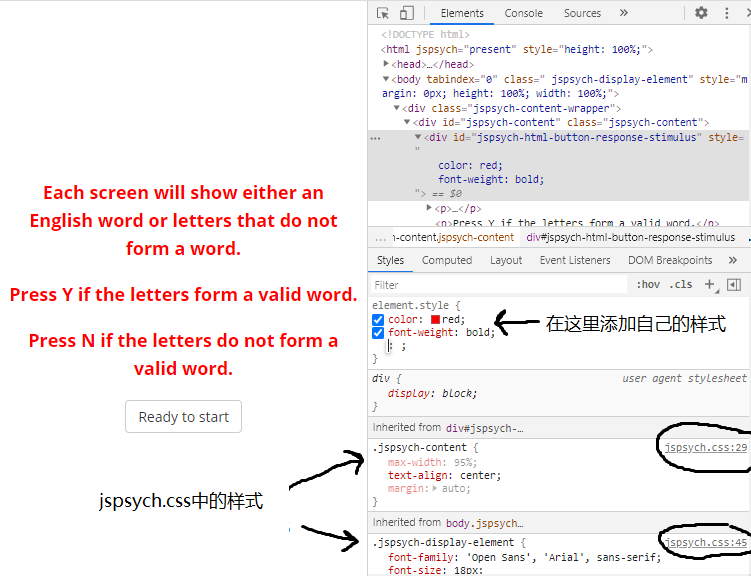 Elements Console Sources »
<!DOCTYPE html>
<html jspsych="present" style="height: 100%;">
<head>…</head>
<body tabindex="0" class=" jspsych-display-element" style="m
argin: 0px; height: 100%; width: 100%;">
<div class="jspsych-content-wrapper">
<div id="jspsych-content" class="jspsych-content">
… <div id="jspsych-html-button-response-stimulus" style=
"
color: red;
font-weight: bold;
"> == $0
<p>…</p>
<p>Press Y if the letters form a valid word.</p>
… n-content.jspsych-content div#jspsych-html-button-response-stimulus
Styles Computed Layout Event Listeners DOM Breakpoints »
Filter :hov .cls +
element.style {
color: red;
font-weight: bold;
: ;
}
在这里添加自己的样式
div { user agent stylesheet
display: block;
}
Inherited from div#jspsych-…
.jspsych-content { jspsych.css:29
max-width: 95%;
text-align: center;
margin: auto;
}
Inherited from body.jspsych…
.jspsych-display-element { jspsych.css:45
font-family: 'Open Sans', 'Arial', sans-serif;
font-size: 18px;
Each screen will show either an
English word or letters that do not
form a word.
Press Y if the letters form a valid word.
Press N if the letters do not form a
valid word.
Ready to start
jspsych.css中的样式